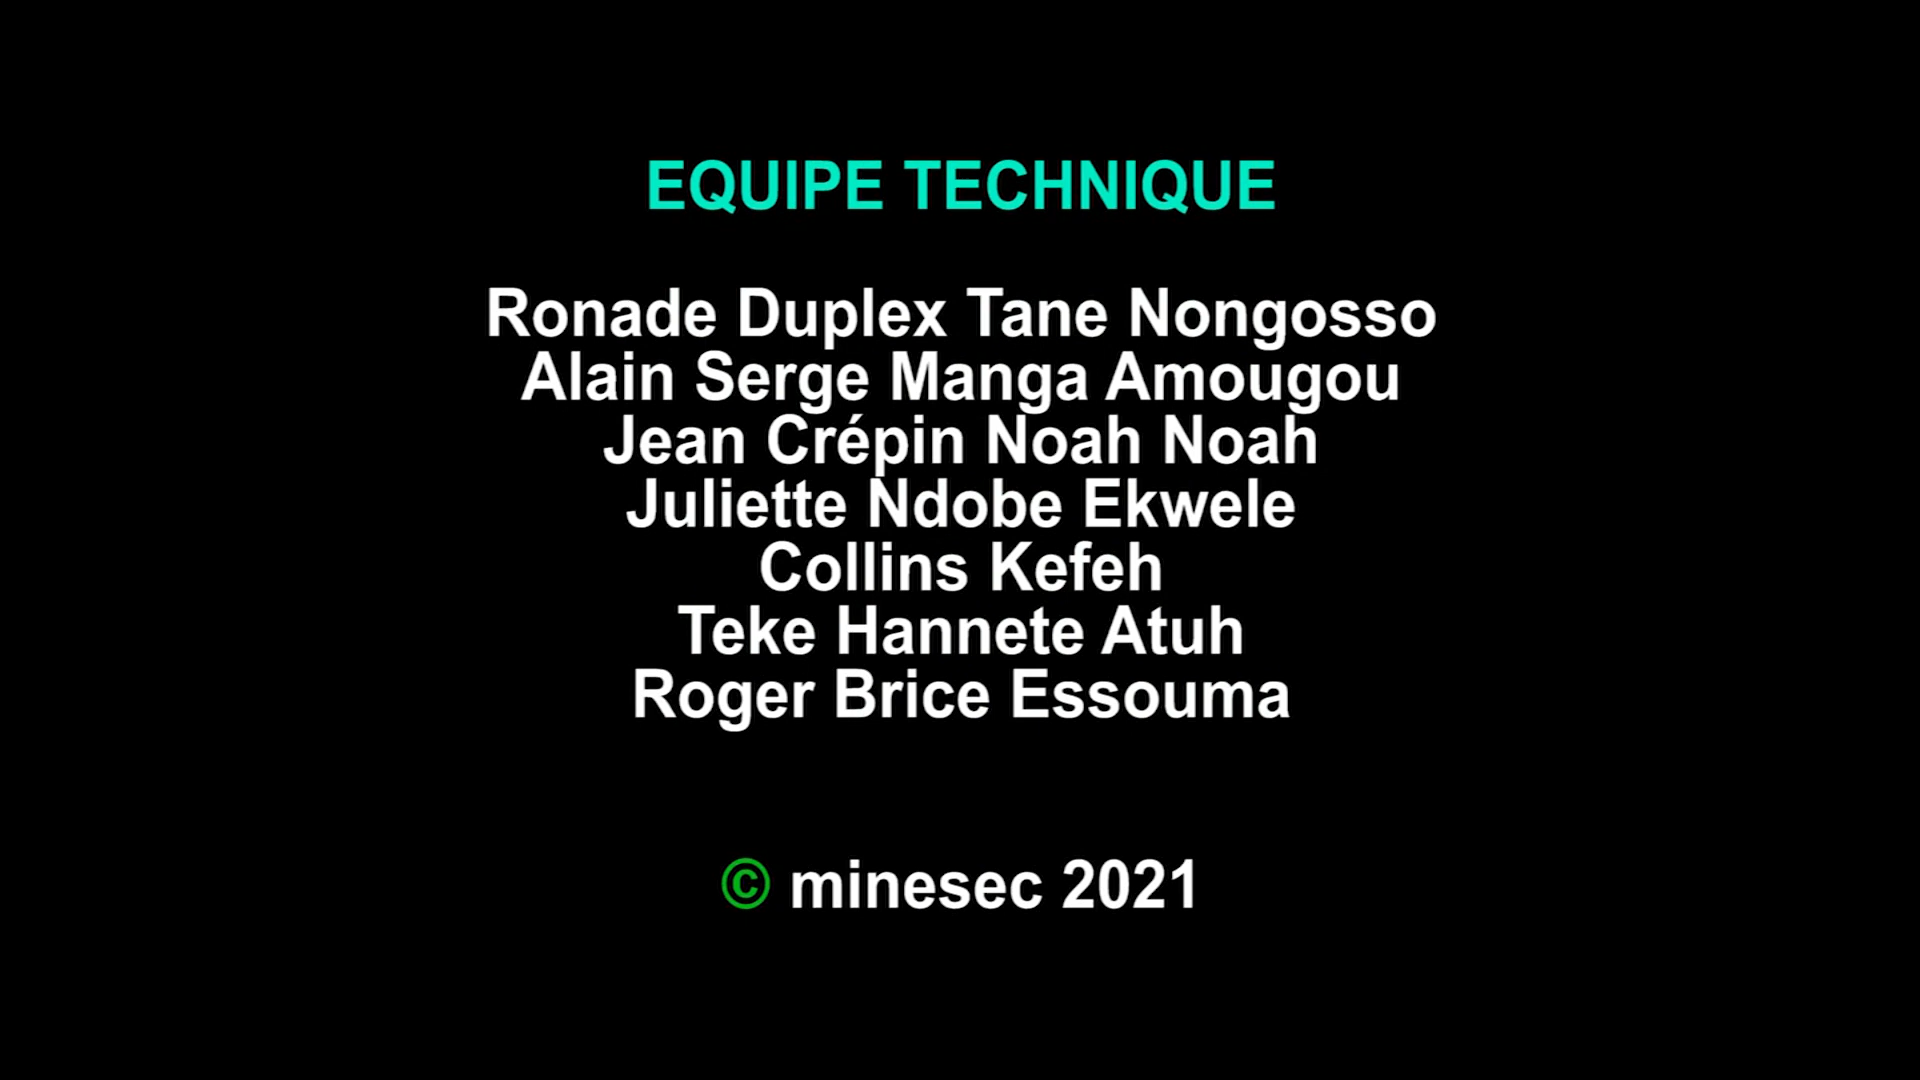 EQUIPE TECHNIQUE
Ronade Duplex Tane Nongosso
Alain Serge Manga Amougou
Jean Crépin Noah Noah
Juliette Ndobe Ekwele
Collins Kefeh
Teke Hannete Atuh
Roger Brice Essouma
© minesec 2021